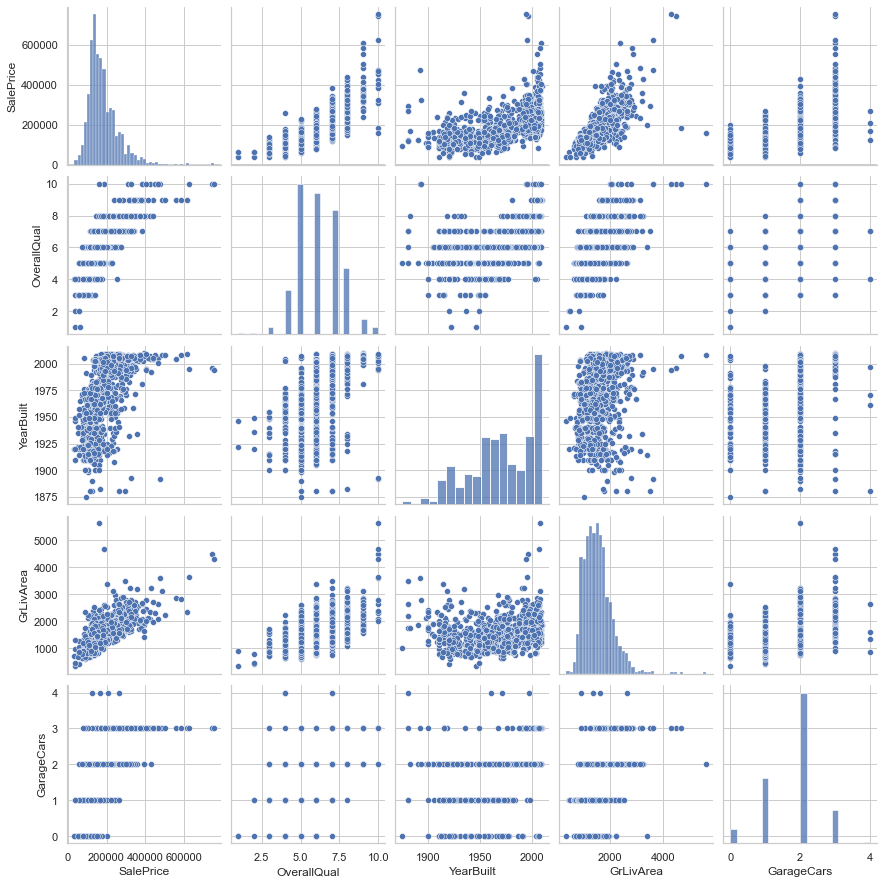 600000
400000
200000
0
SalePrice
10
8
6
4
2
OverallQual
2000
1975
1950
1925
1900
1875
YearBuilt
5000
4000
3000
2000
1000
GrLivArea
4
3
2
1
0
GarageCars
0 200000 400000 600000
SalePrice
2.5 5.0 7.5 10.0
OverallQual
1900 1950 2000
YearBuilt
2000 4000
GrLivArea
0 2 4
GarageCars